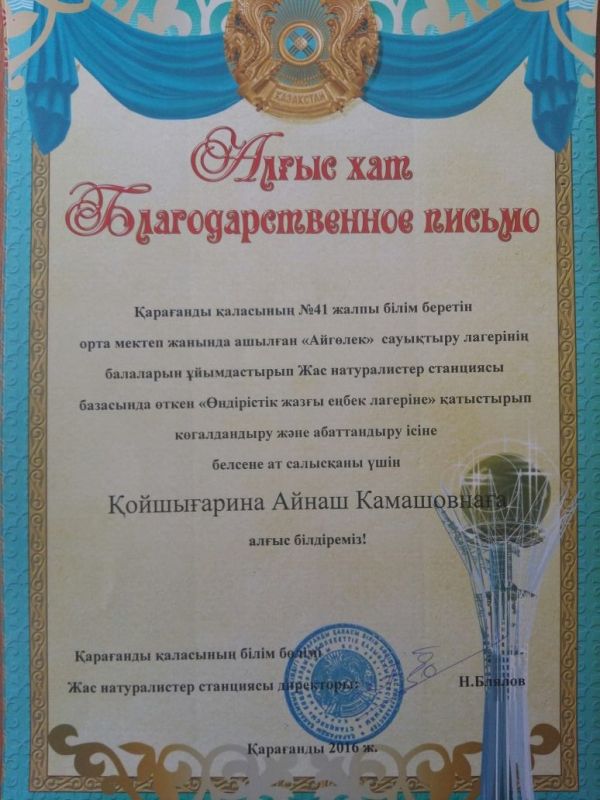 ҚАЗАҚСТАН
Алғыс хат
Благодарственное письмо
Қарағанды қаласының №41 жалпы білім беретін
орта мектеп жанында ашылған «Айгөлек» сауықтыру лагерінің
балаларын ұйымдастырып Жас натуралистер станциясы
базасында өткен «Өндірістік жазғы еңбек лагеріне» қатыстырып
көгалдандыру және абаттандыру ісіне
белсене ат салысқаны үшін
Қойшығарина Айнаш Камашовнаға
алғыс білдіреміз!
Қарағанды қаласының білім бөлімі
Жас натуралистер станциясы директоры:
Н.Блялов
Қарағанды 2016 ж.